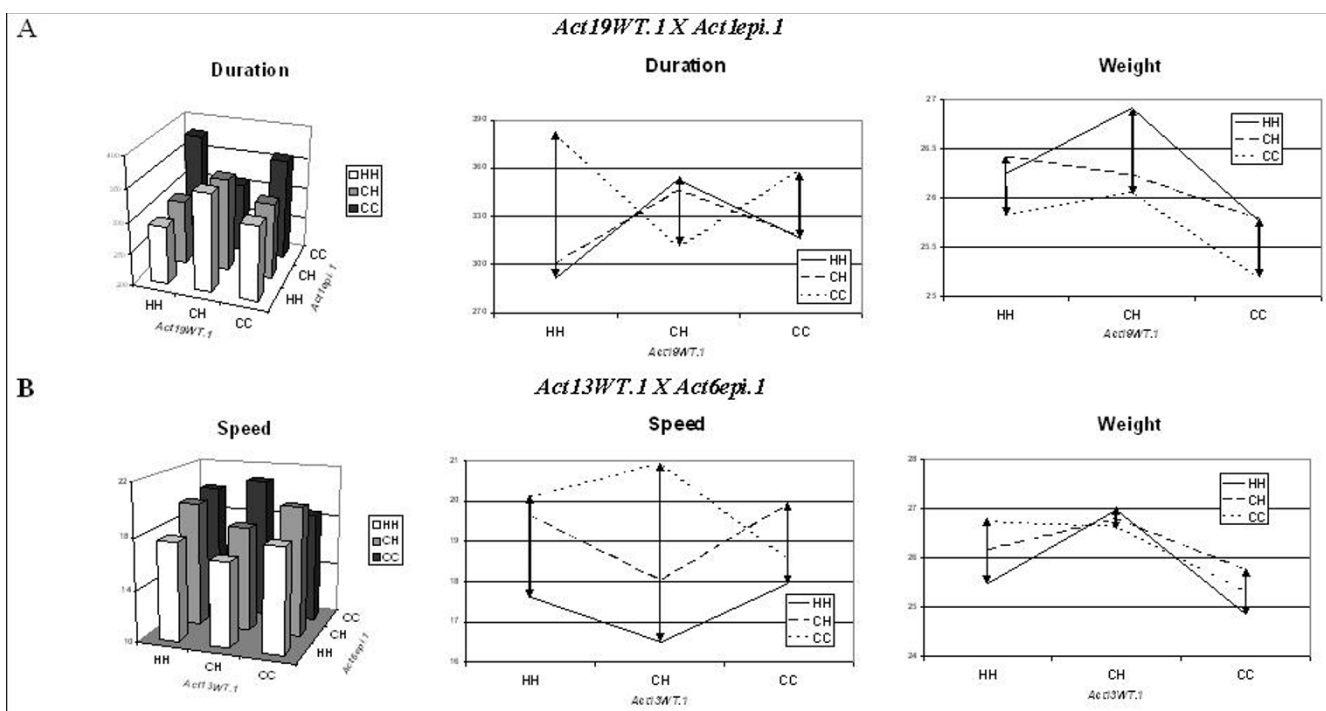 A
Act19WT.1 X Act1epi.1
Duration
HH
CH
CC
HH
CH
CC
Act19WT.1
HH
CH
CC
Act1epi.1
Duration
390
360
330
300
270
HH
CH
CC
HH
CH
CC
Act19WT.1
Weight
27
26.5
26
25.5
25
HH
CH
CC
HH
CH
CC
Act19WT.1
B
Act13WT.1 X Act6epi.1
Speed
22
18
14
10
HH
CH
CC
HH
CH
CC
Act13WT.1
HH
CH
CC
Act6epi.1
Speed
21
20
19
18
17
16
HH
CH
CC
HH
CH
CC
Act13WT.1
Weight
28
27
26
25
24
HH
CH
CC
HH
CH
CC
Act13WT.1